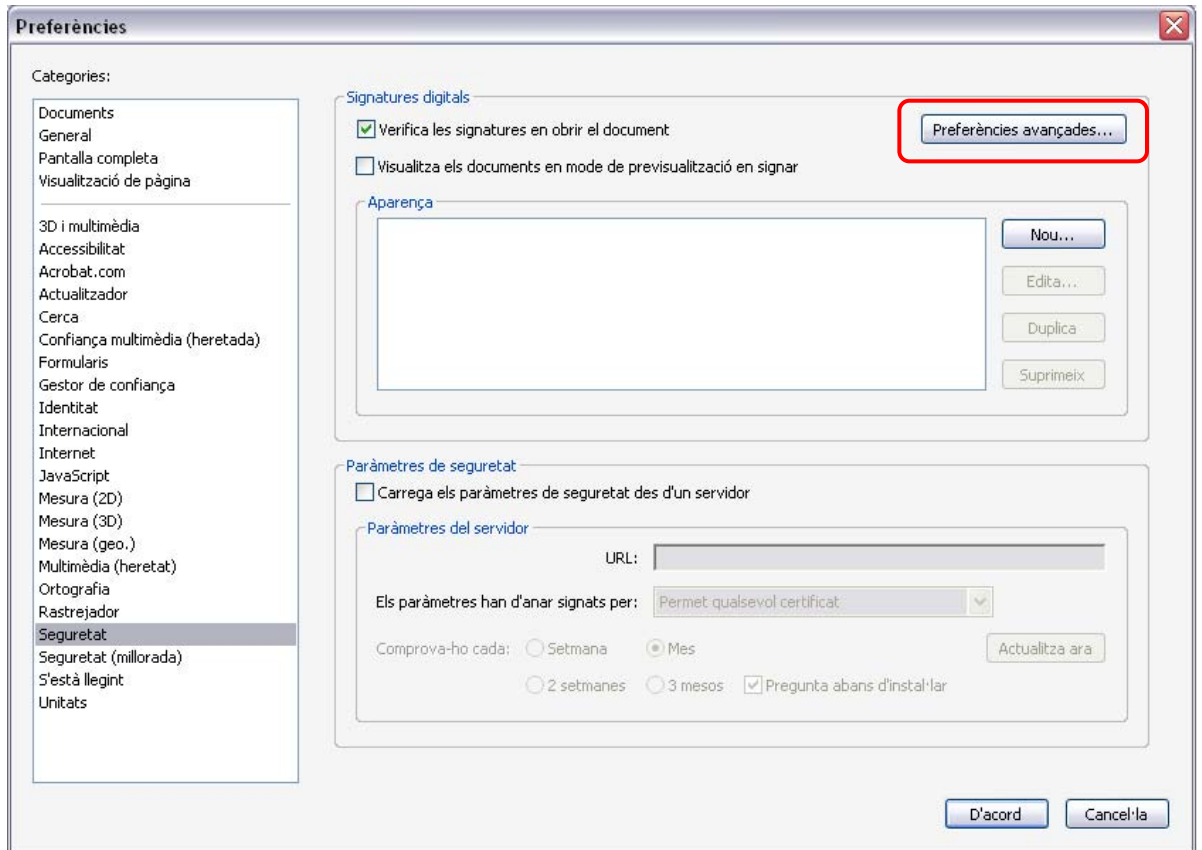 Preferències
Categories:
Documents
General
Pantalla completa
Visualització de pàgina
3D i multimèdia
Accessibilitat
Acrobat.com
Actualitzador
Cerca
Confiança multimèdia (heretada)
Formularis
Gestor de confiança
Identitat
Internacional
Internet
JavaScript
Mesura (2D)
Mesura (3D)
Mesura (geo.)
Multimèdia (heretat)
Ortografia
Rastrejador
Seguretat
Seguretat (millorada)
S'està llegint
Unitats
Signatures digitals
Verifica les signatures en obrir el document
Preferències avançades...
Visualitza els documents en mode de previsualització en signar
Aparença
Nou...
Edita...
Duplica
Suprimeix
Paràmetres de seguretat
Carrega els paràmetres de seguretat des d'un servidor
Paràmetres del servidor
URL:
Els paràmetres han d'anar signats per: Permet qualsevol certificat
Comprova-ho cada: Setmana Mes Actualitza ara
2 setmanes 3 mesos Pregunta abans d'instal·lar
D'acord Cancel·la